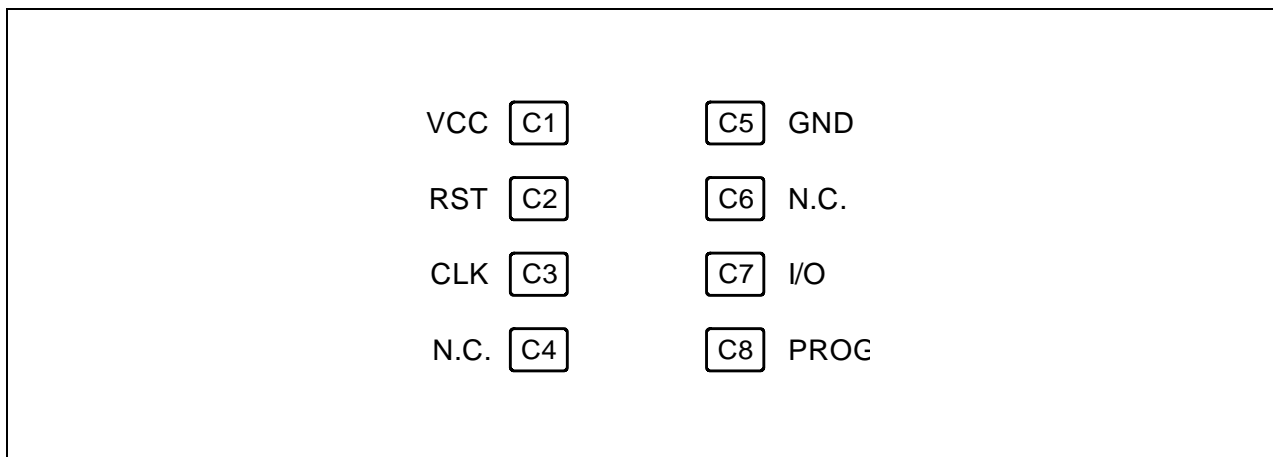 VCC C1 C5 GND
RST C2 C6 N.C.
CLK C3 C7 I/O
N.C. C4 C8 PROG